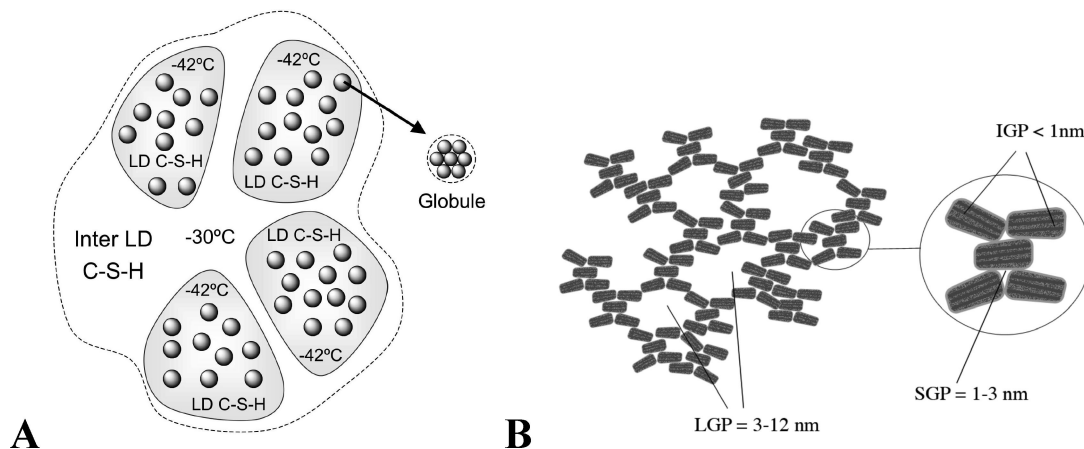 -42ºC
LD C-S-H
-42ºC
LD C-S-H
Globule
Inter LD
C-S-H
-30ºC
LD C-S-H
-42ºC
-42ºC
LD C-S-H
A
IGP < 1nm
SGP = 1-3 nm
LGP = 3-12 nm
B